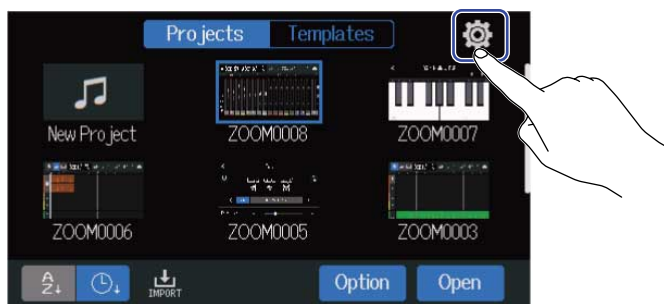 Projects Templates
New Project ZOOM0008 ZOOM0007
ZOOM0006 ZOOM0005 ZOOM0003
A
Z↓ IMPORT Option Open